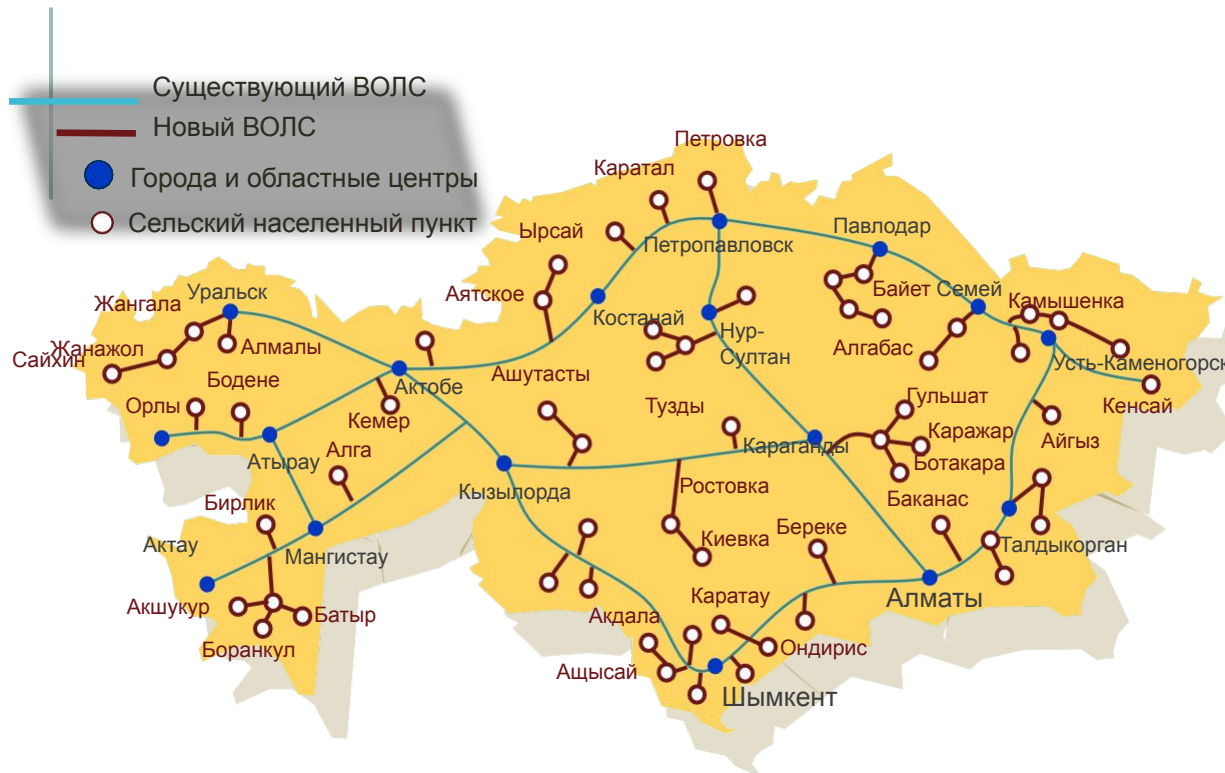 Существующий ВОЛС
Новый ВОЛС
Города и областные центры
Сельский населенный пункт
Петровка
Каратал
Ырсай
Петропавловск
Павлодар
Аятское
Байет
Семей
Камышенка
Жангала
Уральск
Костанай
Нур-
Султан
Алгабас
Усть-Каменогорск
Сайхин
Жанажол
Алмалы
Актобе
Ашутасты
Кенсай
Орлы
Бодене
Кемер
Тузды
Гульшат
Каражар
Айгыз
Атырау
Алга
Караганды
Ботакара
Кызылорда
Ростовка
Баканас
Бирлик
Киевка
Береке
Актау
Мангистау
Талдыкорган
Акшукур
Батыр
Акдала
Каратау
Алматы
Боранкул
Ащысай
Ондирис
Шымкент